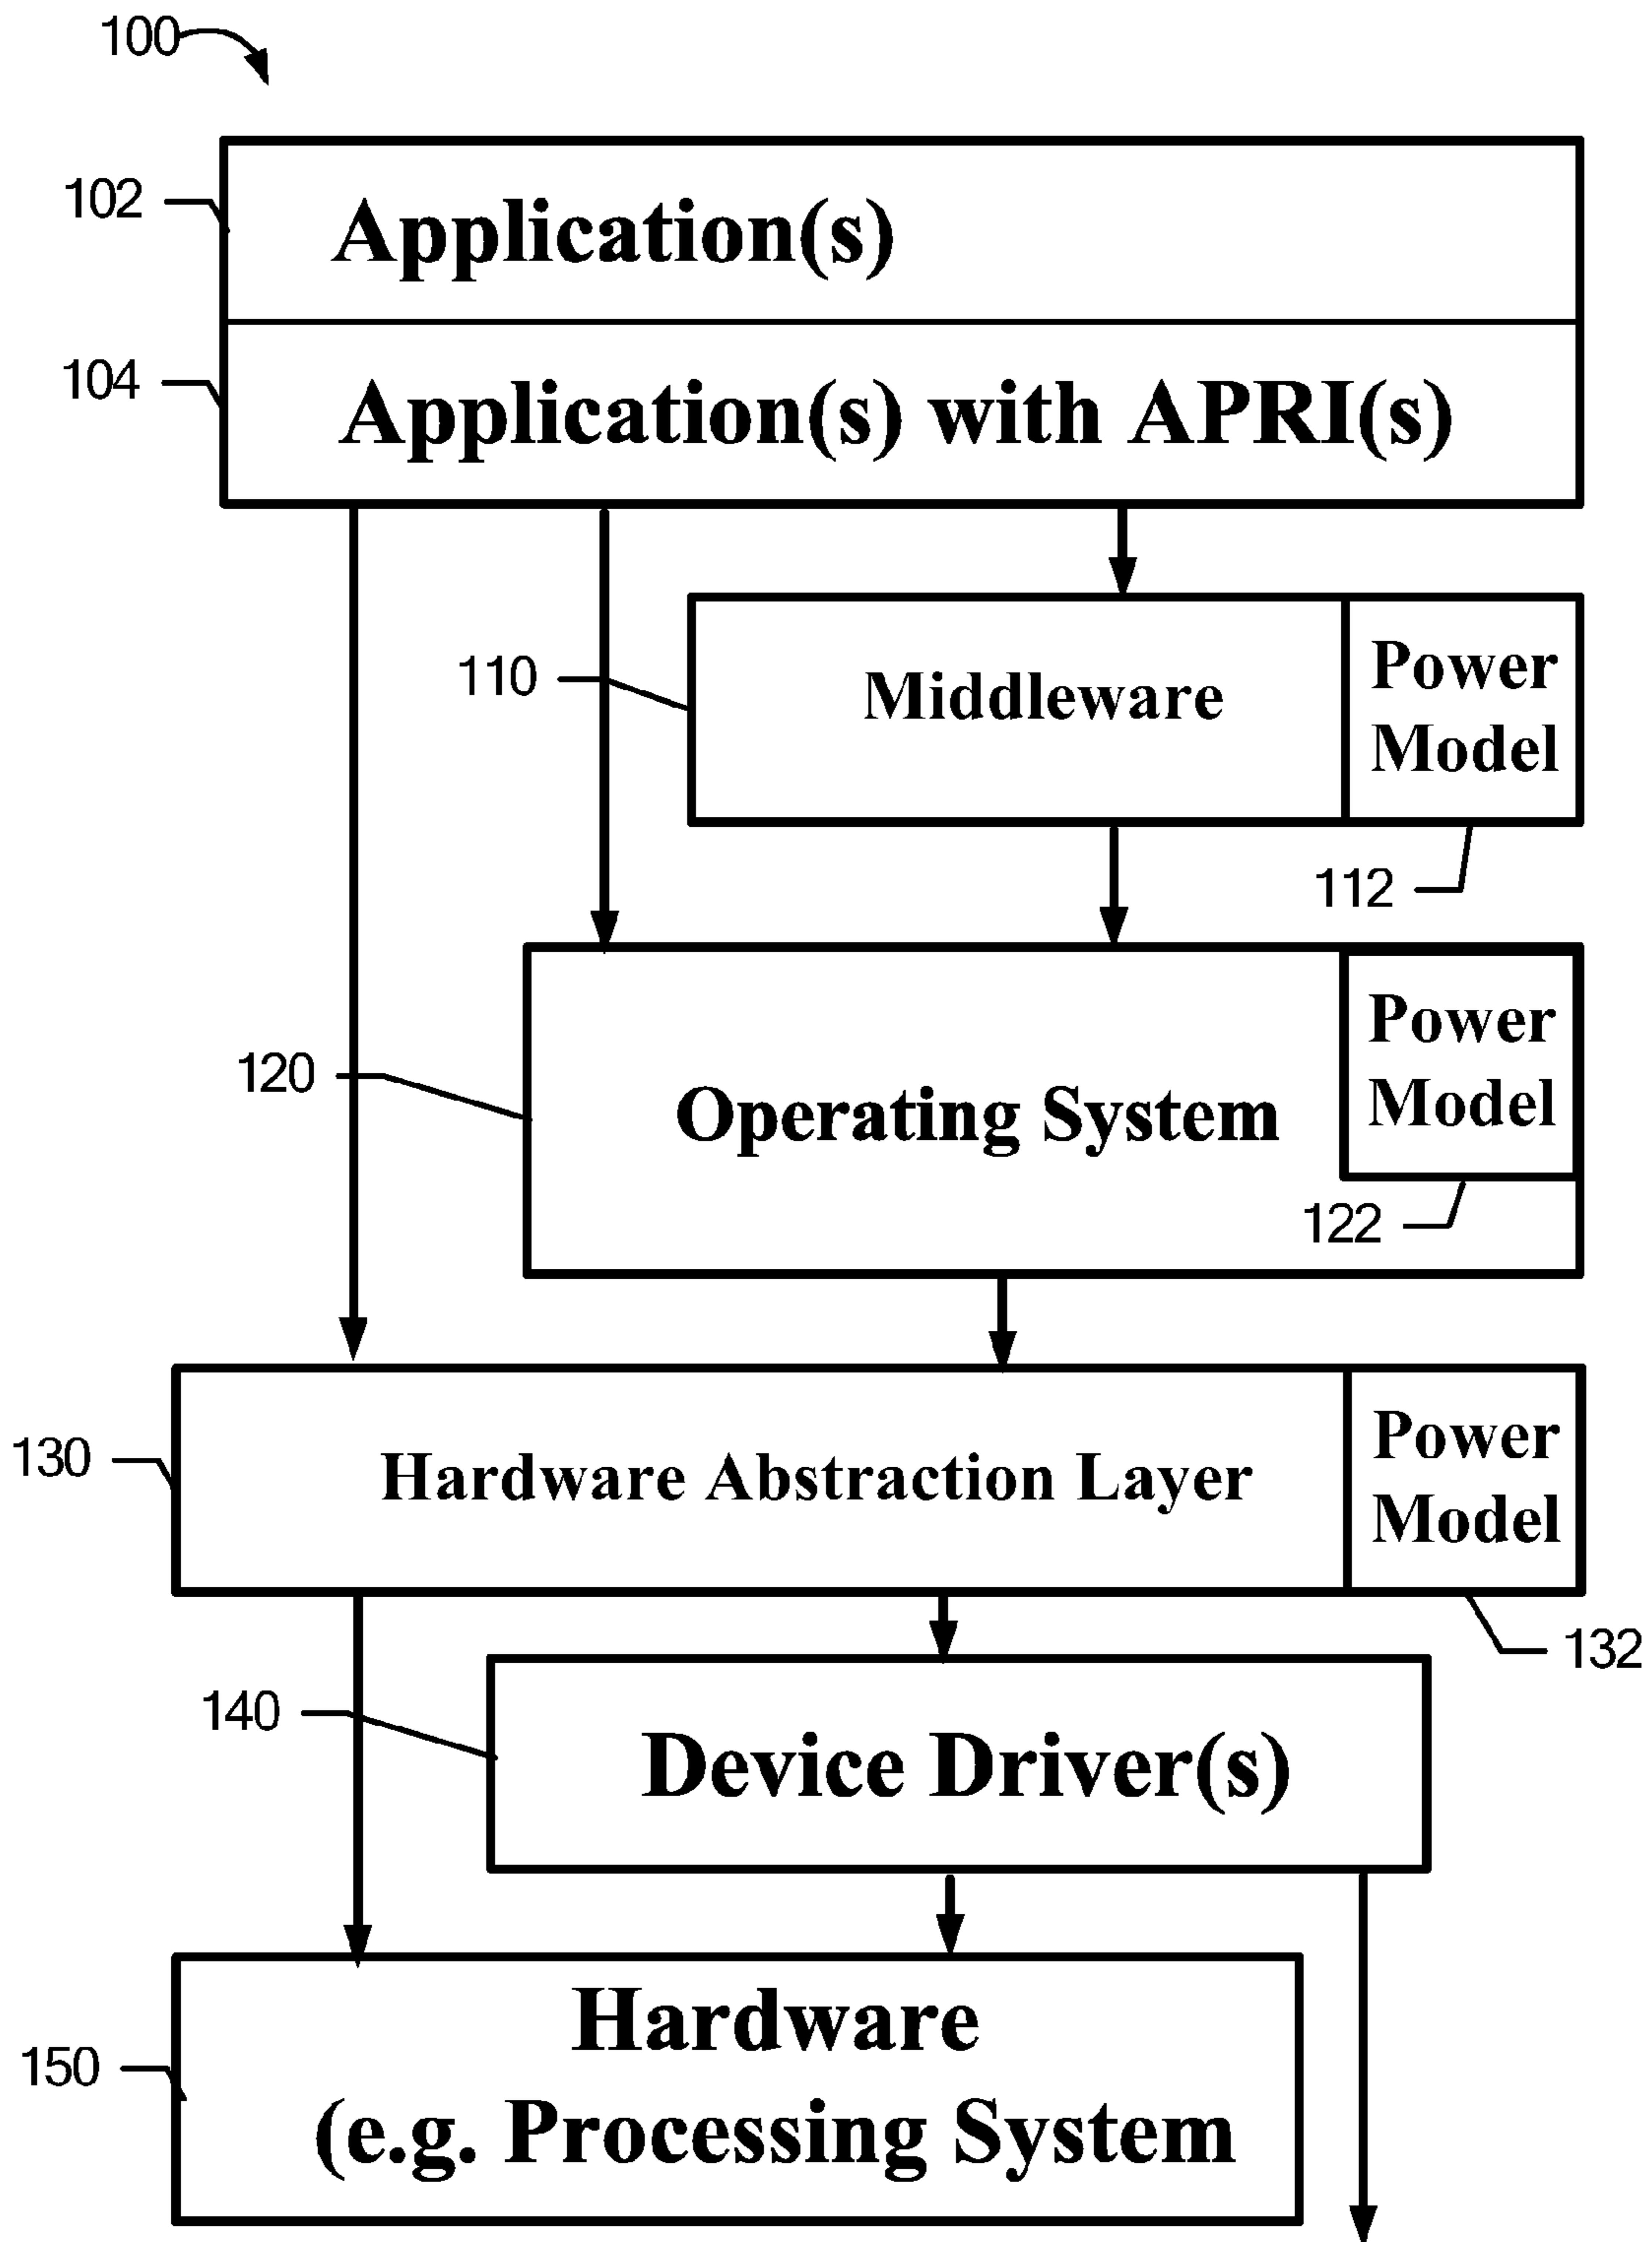 100
102
Application(s)
104
Application(s) with APRI(s)
110
Middleware
Power
Model
112
120
Operating System
Power
Model
122
130
Hardware Abstraction Layer
Power
Model
132
140
Device Driver(s)
150
Hardware
(e.g. Processing System